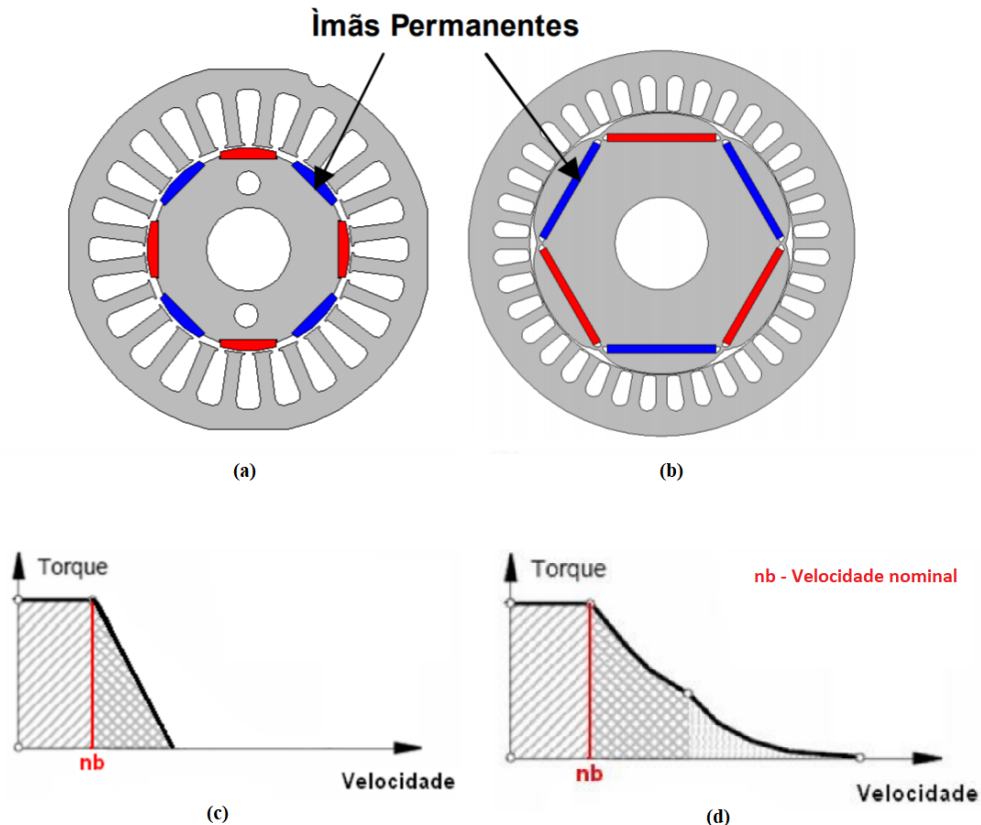 Ìmãs Permanentes
(a)
(b)
Torque
nb
Velocidade
(c)
Torque
nb - Velocidade nominal
nb
Velocidade
(d)